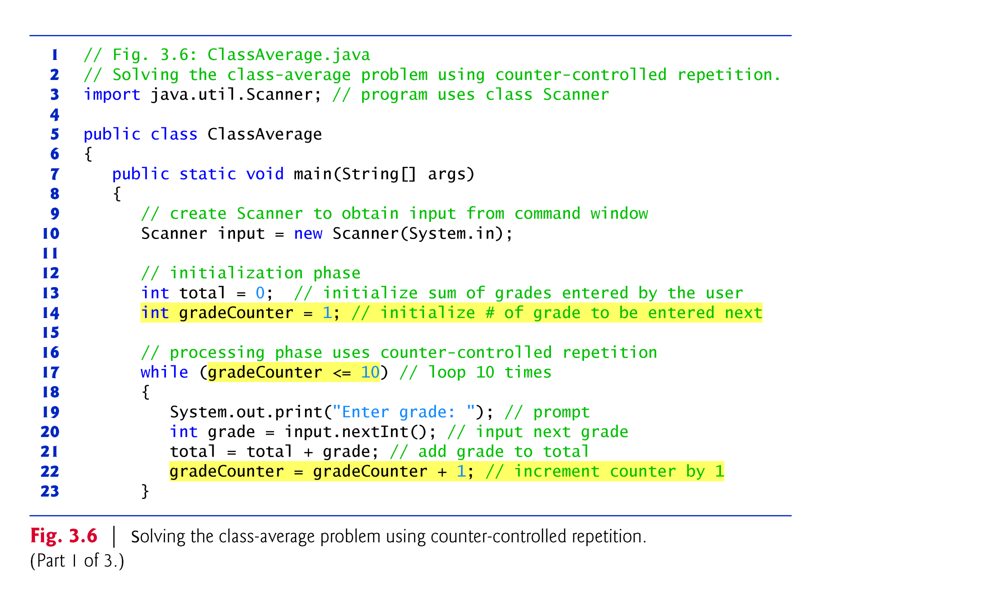 1 // Fig. 3.6: ClassAverage.java
2 // Solving the class-average problem using counter-controlled repetition.
3 import java.util.Scanner; // program uses class Scanner
4
5 public class ClassAverage
6 {
7    public static void main(String[] args)
8    {
9       // create Scanner to obtain input from command window
10       Scanner input = new Scanner(System.in);
11
12       // initialization phase
13       int total = 0;  // initialize sum of grades entered by the user
14       int gradeCounter = 1; // initialize # of grade to be entered next
15
16       // processing phase uses counter-controlled repetition
17       while (gradeCounter <= 10) // loop 10 times
18       {
19          System.out.print("Enter grade: "); // prompt
20          int grade = input.nextInt(); // input next grade
21          total = total + grade; // add grade to total
22          gradeCounter = gradeCounter + 1; // increment counter by 1
23       }
Fig. 3.6 | Solving the class-average problem using counter-controlled repetition.
(Part 1 of 3.)